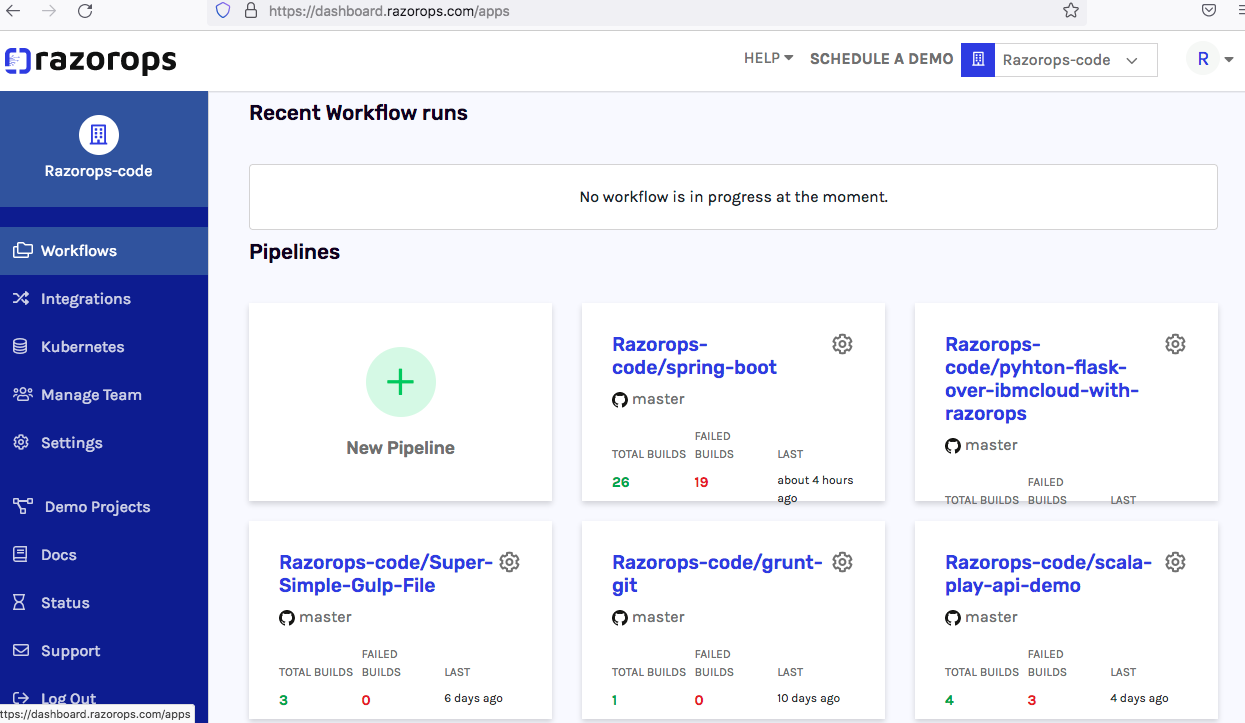 https://dashboard.razorops.com/apps
razorops
HELP
SCHEDULE A DEMO
Razorops-code
R
Razorops-code
Workflows
Integrations
Kubernetes
Manage Team
Settings
Demo Projects
Docs
Status
Support
Log Out
ttps://dashboard.razorops.com/apps
Recent Workflow runs
No workflow is in progress at the moment.
Pipelines
New Pipeline
Razorops-
code/spring-boot
master
TOTAL BUILDS
FAILED
BUILDS
LAST
26
19
about 4 hours
ago
Razorops-
code/pyhton-flask-
over-ibmcloud-with-
razorops
master
TOTAL BUILDS
FAILED
BUILDS
LAST
Razorops-code/Super-
Simple-Gulp-File
master
TOTAL BUILDS
FAILED
BUILDS
LAST
3
0
6 days ago
Razorops-code/grunt-
git
master
TOTAL BUILDS
FAILED
BUILDS
LAST
1
0
10 days ago
Razorops-code/scala-
play-api-demo
master
TOTAL BUILDS
FAILED
BUILDS
LAST
4
3
4 days ago